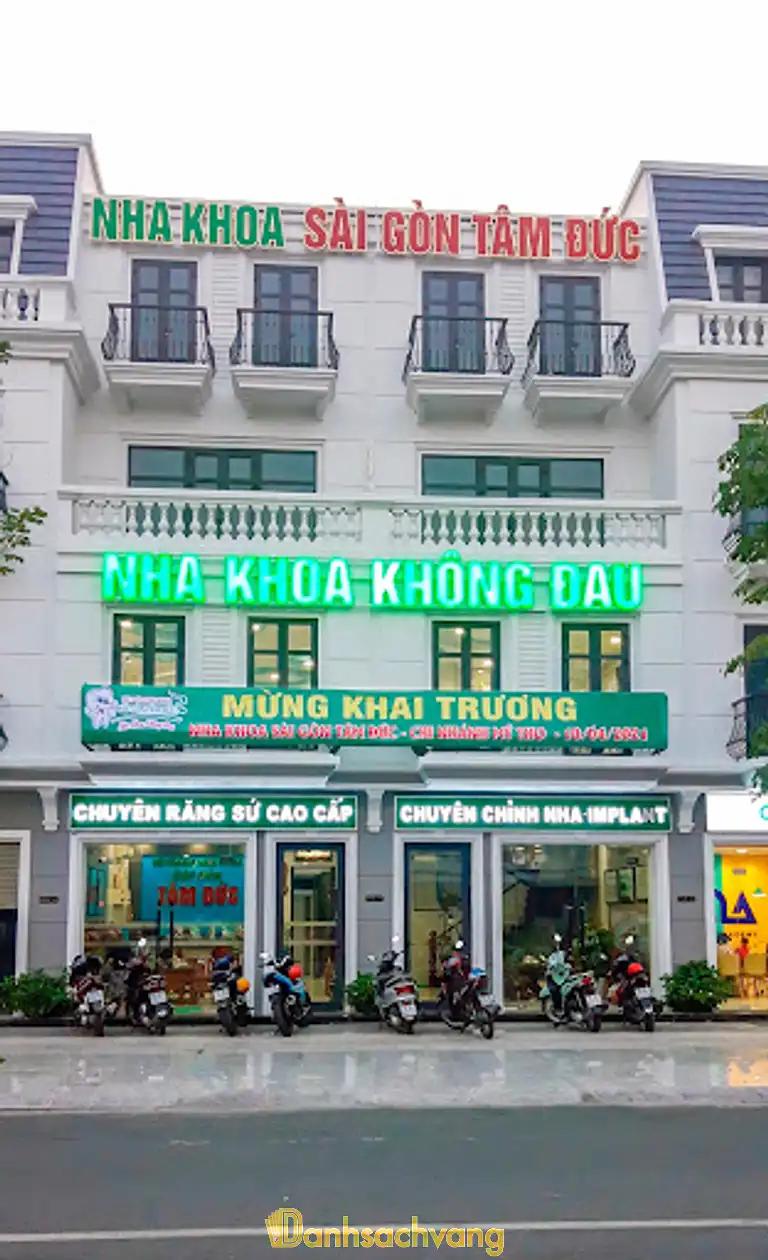 NHA KHOA SÀI GÒN TÂM ĐỨC
NHA KHOA KHÔNG ĐAU
MỪNG KHAI TRƯƠNG
NHA KHOA SÀI GÒN TÂM ĐỨC - CHI NHÁNH MỸ THO - 10/04/2021
CHUYÊN RĂNG SỨ CAO CẤP
CHUYÊN CHỈNH NHA-IMPLANT
TÂM ĐỨC
Danhsachvang